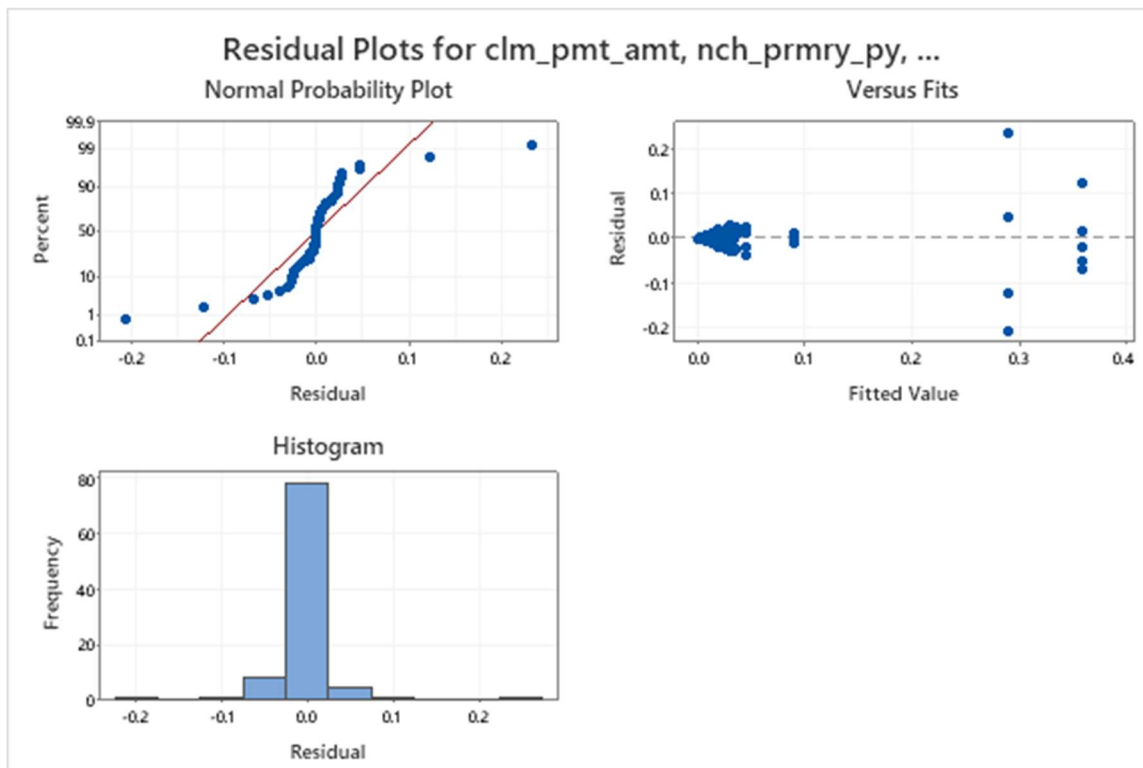 Residual Plots for clm_pmt_amt, nch_prmry_py, ...
Normal Probability Plot
99.9
99
90
50
10
1
0.1
Percent
-0.2 -0.1 0.0 0.1 0.2
Residual
Versus Fits
0.2
0.1
0.0
-0.1
-0.2
Residual
0.0 0.1 0.2 0.3 0.4
Fitted Value
Histogram
80
60
40
20
0
Frequency
-0.2 -0.1 0.0 0.1 0.2
Residual